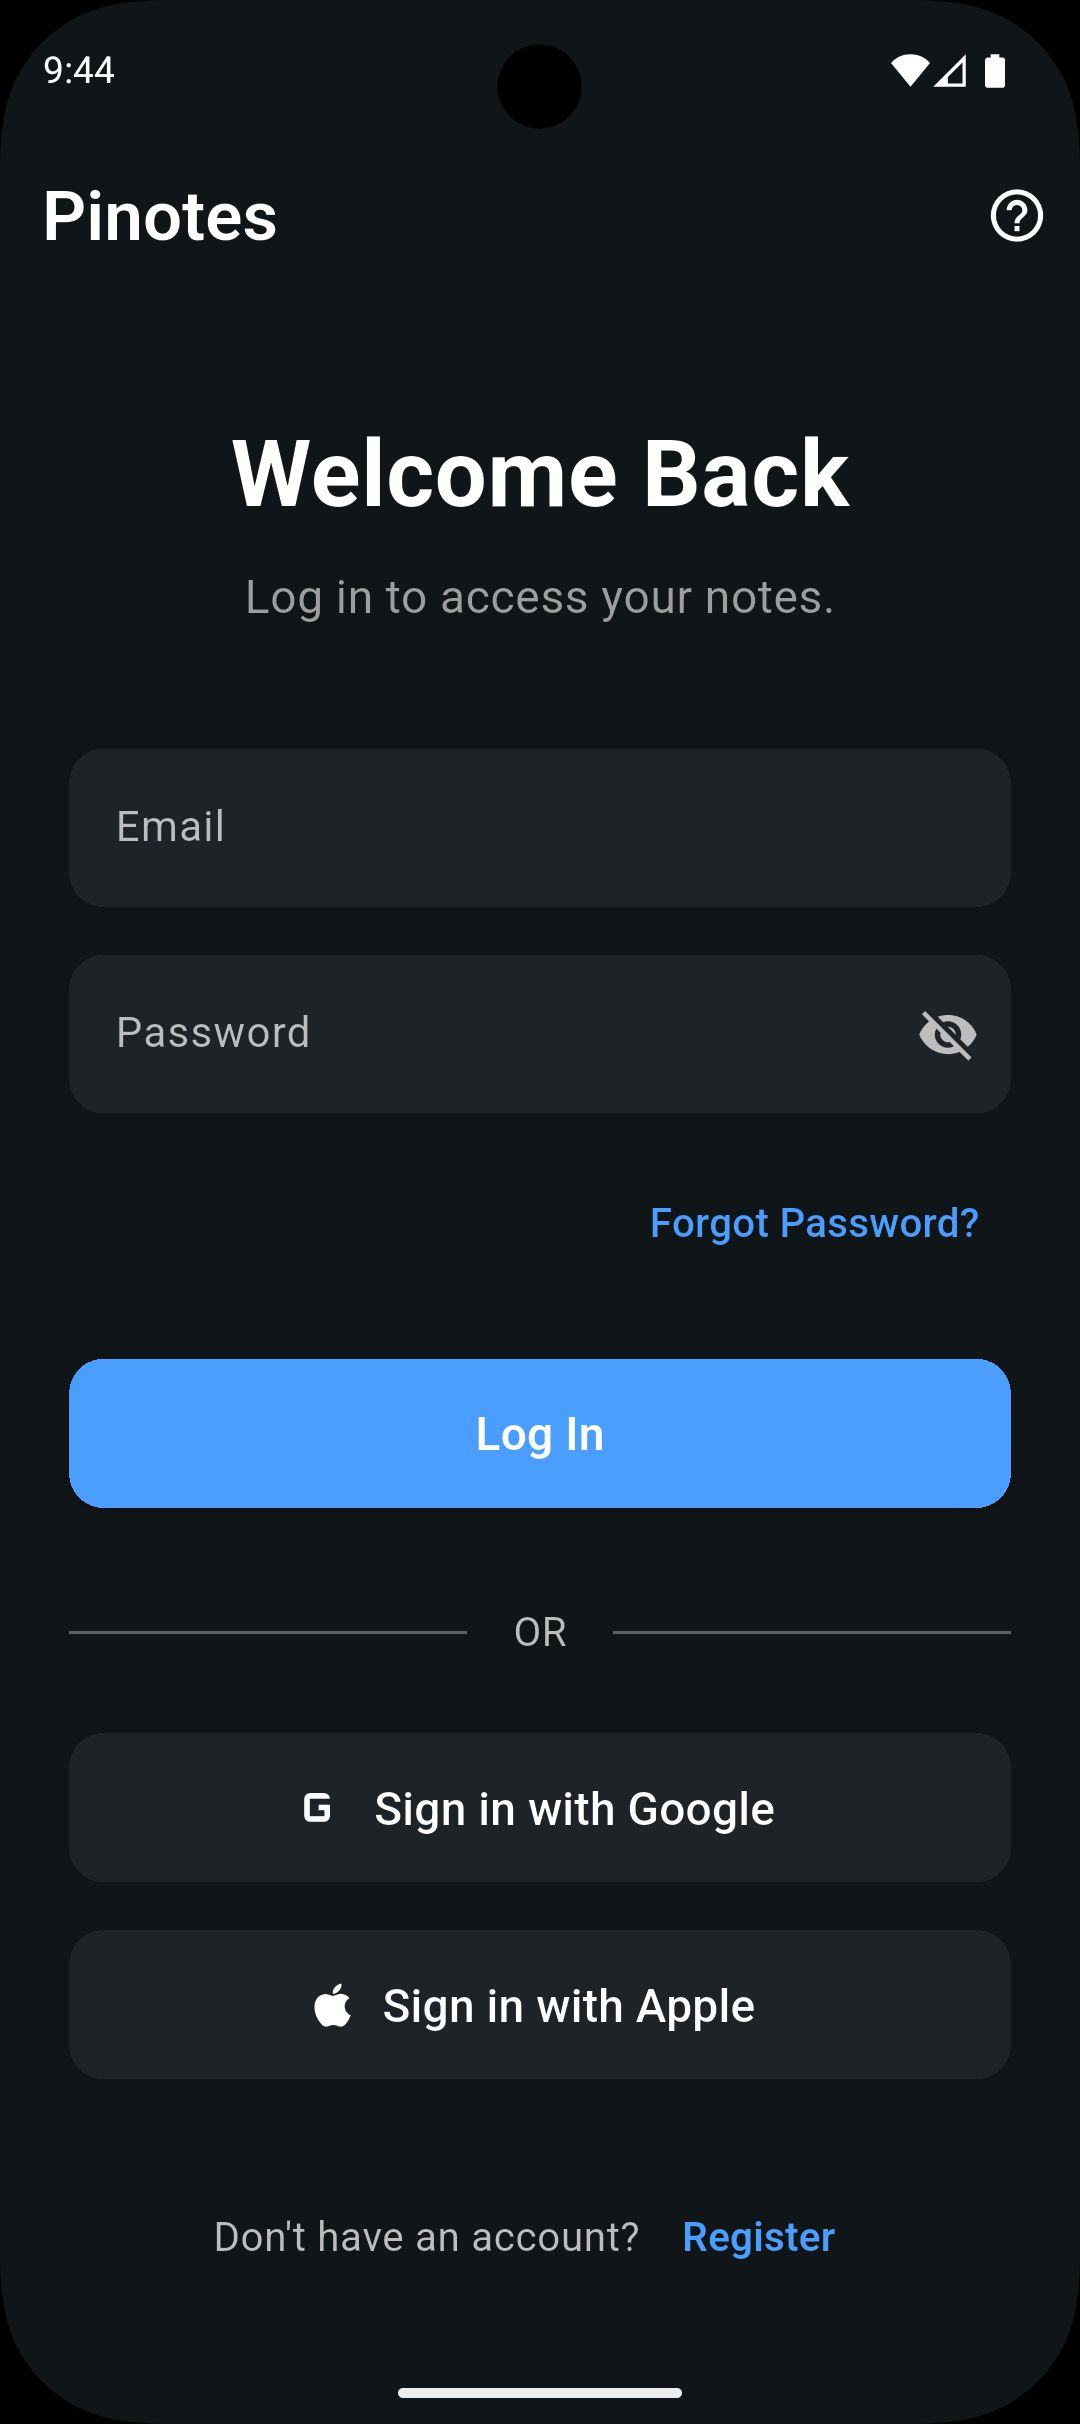 9:44
Pinotes
Welcome Back
Log in to access your notes.
Email
Password
Forgot Password?
Log In
OR
G Sign in with Google
Sign in with Apple
Don't have an account? Register